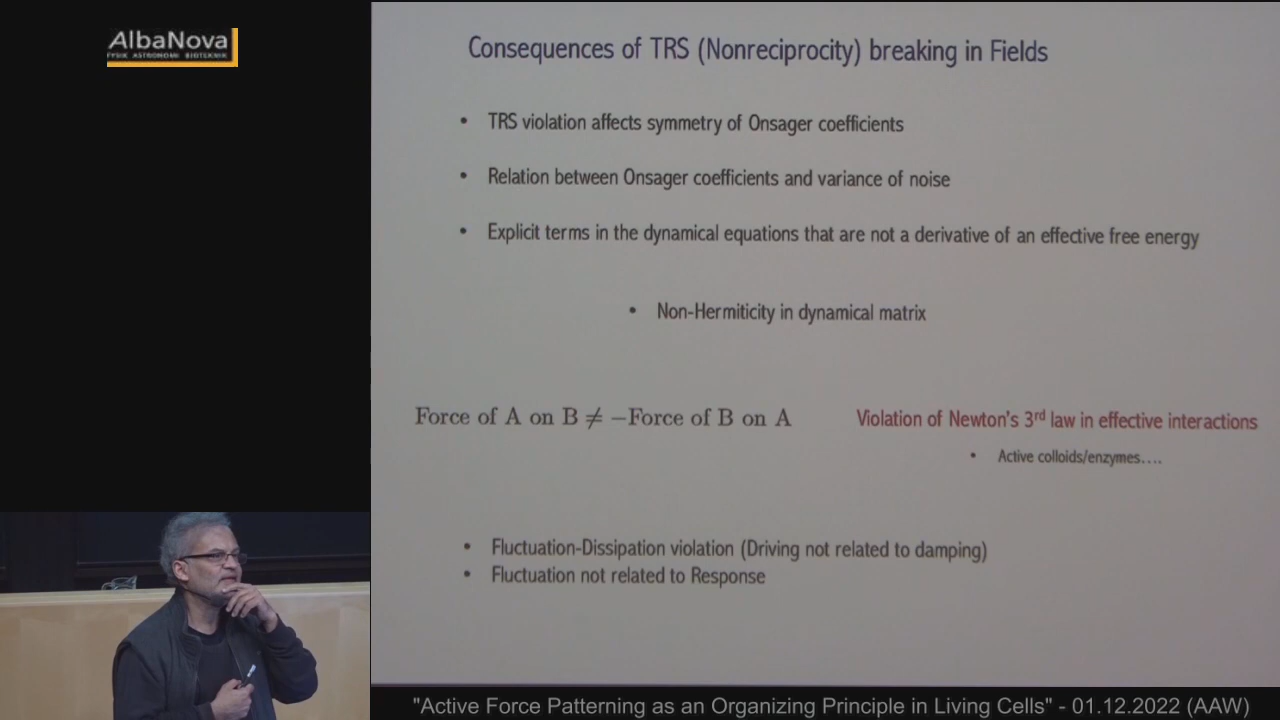 AlbaNova
FYSIK ASTRONOMI BIOTEKNIK
Consequences of TRS (Nonreciprocity) breaking in Fields
• TRS violation affects symmetry of Onsager coefficients
• Relation between Onsager coefficients and variance of noise
• Explicit terms in the dynamical equations that are not a derivative of an effective free energy
• Non-Hermiticity in dynamical matrix
Force of A on B ≠ −Force of B on A
Violation of Newton's 3rd law in effective interactions
• Active colloids/enzymes....
• Fluctuation-Dissipation violation (Driving not related to damping)
• Fluctuation not related to Response
"Active Force Patterning as an Organizing Principle in Living Cells" - 01.12.2022 (AAW)